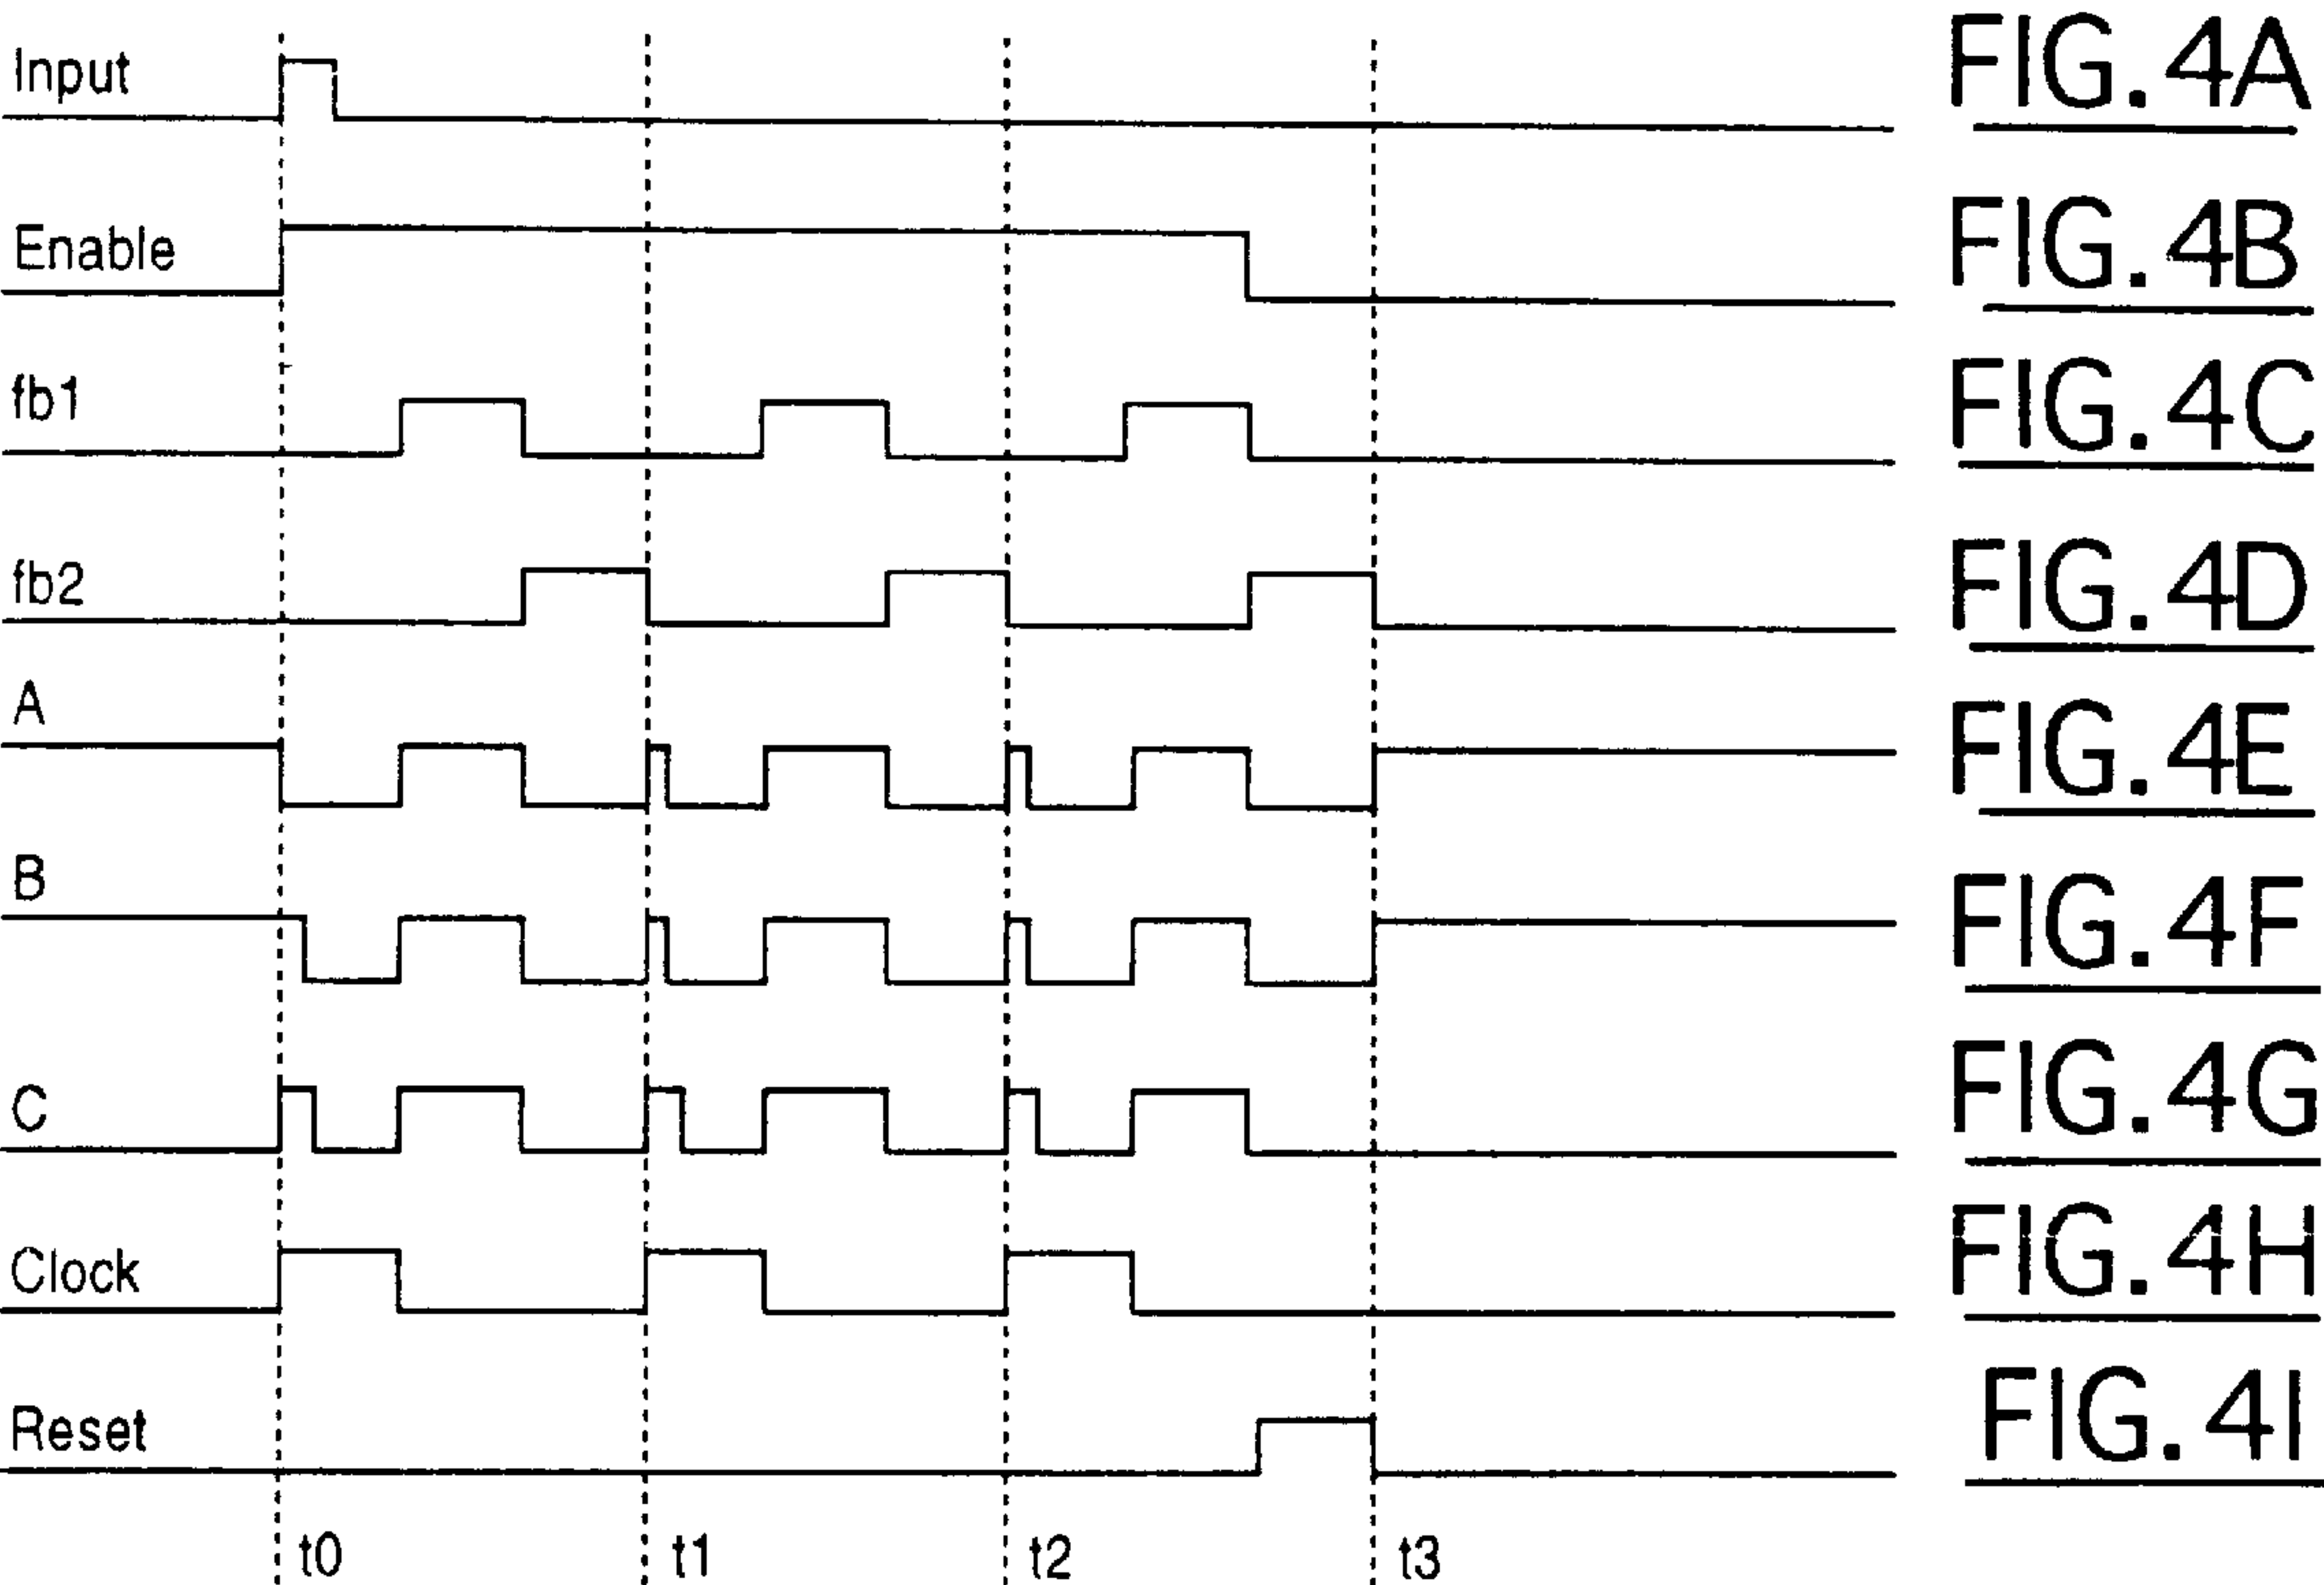 Input FIG. 4A
Enable FIG. 4B
fb1 FIG. 4C
fb2 FIG. 4D
A FIG. 4E
B FIG. 4F
C FIG. 4G
Clock FIG. 4H
Reset FIG. 4I
t0 t1 t2 t3